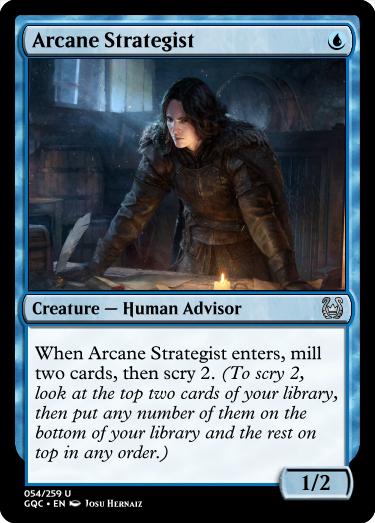 Arcane Strategist
Creature — Human Advisor
When Arcane Strategist enters, mill
two cards, then scry 2. (To scry 2,
look at the top two cards of your library,
then put any number of them on the
bottom of your library and the rest on
top in any order.)
1/2
054/259 U
GQC • EN Josu Hernaiz